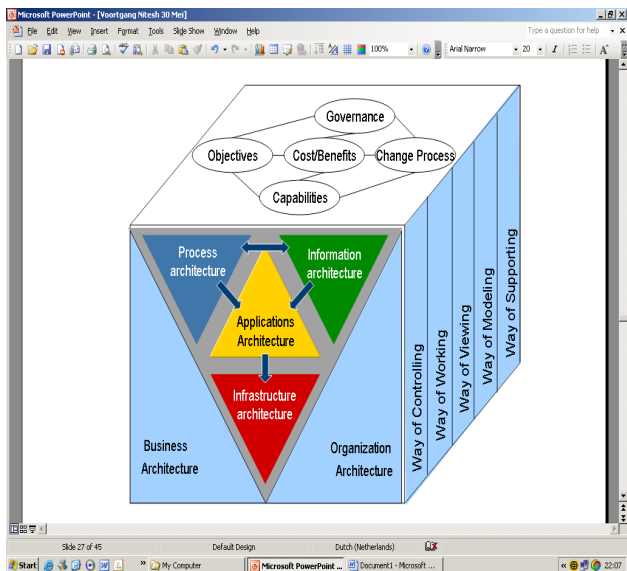 Microsoft PowerPoint - [Voortgang Nitesh 30 Mei]
File Edit View Insert Format Tools Slide Show Window Help
Type a question for help
100%
Arial Narrow
20
Governance
Objectives
Cost/Benefits
Change Process
Capabilities
Process
architecture
Information
architecture
Applications
Architecture
Infrastructure
architecture
Business
Architecture
Organization
Architecture
Way of Controlling
Way of Working
Way of Viewing
Way of Modeling
Way of Supporting
Slide 27 of 45
Default Design
Dutch (Netherlands)
Start
My Computer
Microsoft PowerPoint ...
Document1 - Microsoft ...
22:07